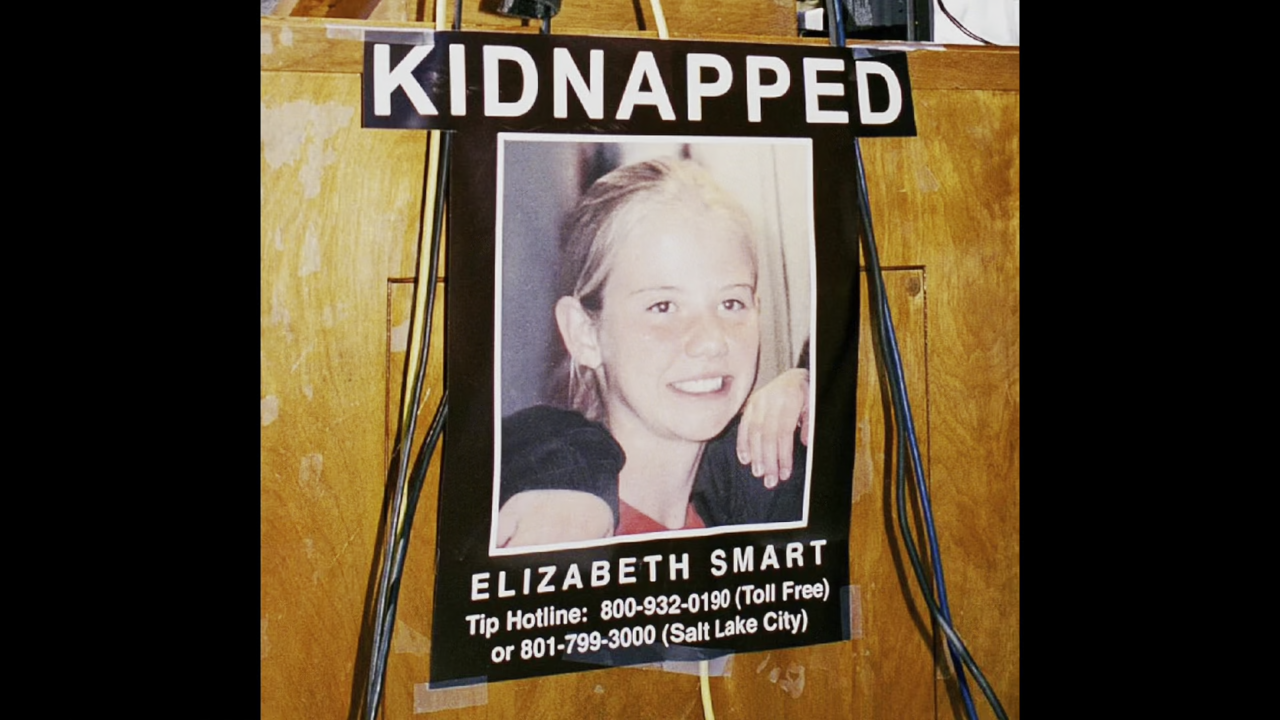 KIDNAPPED
ELIZABETH SMART
Tip Hotline: 800-932-0190 (Toll Free)
or 801-799-3000 (Salt Lake City)